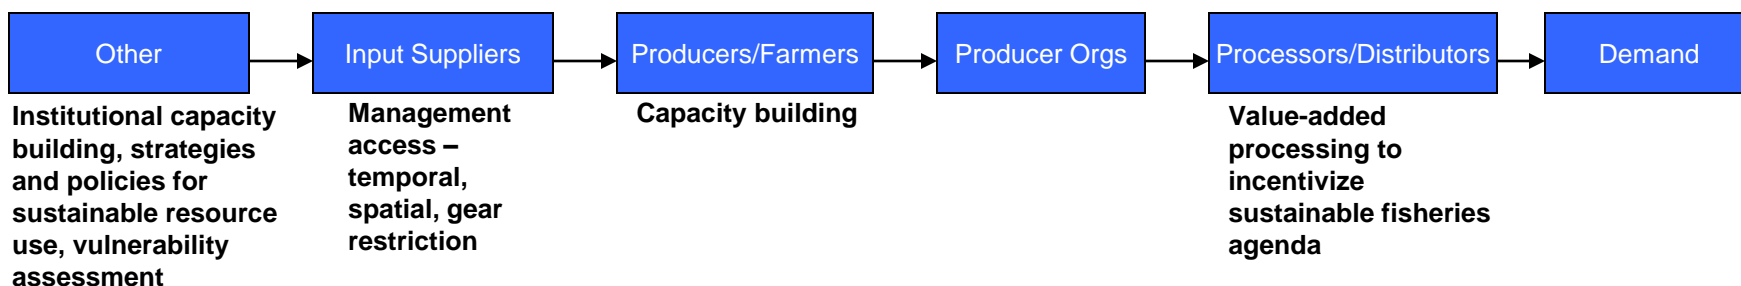 Other
Input Suppliers
Producers/Farmers
Producer Orgs
Processors/Distributors
Demand
Institutional capacity
building, strategies
and policies for
sustainable resource
use, vulnerability
assessment
Management
access –
temporal,
spatial, gear
restriction
Capacity building
Value-added
processing to
incentivize
sustainable fisheries
agenda